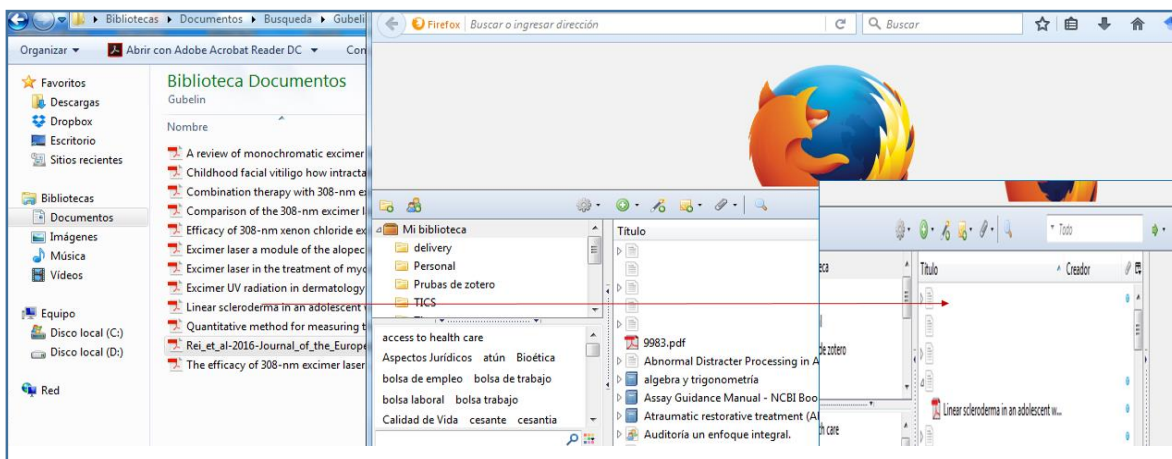 Bibliotecas ▸ Documentos ▸ Busqueda ▸ Gubeli
Organizar
Abrir con Adobe Acrobat Reader DC
Con
Favoritos
Descargas
Dropbox
Escritorio
Sitios recientes
Bibliotecas
Documentos
Imágenes
Música
Vídeos
Equipo
Disco local (C:)
Disco local (D:)
Red
Biblioteca Documentos
Gubelin
Nombre
A review of monochromatic excimer
Childhood facial vitiligo how intracta
Combination therapy with 308-nm ex
Comparison of the 308-nm excimer l
Efficacy of 308-nm xenon chloride ex
Excimer laser a module of the alopec
Excimer laser in the treatment of myc
Excimer UV radiation in dermatology
Linear scleroderma in an adolescent w
Quantitative method for measuring t
Rei_et_al-2016-Journal_of_the_Europe
The efficacy of 308-nm excimer laser
Firefox
Buscar o ingresar dirección
Buscar
Mi biblioteca
delivery
Personal
Prubas de zotero
TICS
access to health care
Aspectos Jurídicos atún Bioética
bolsa de empleo bolsa de trabajo
bolsa laboral bolsa trabajo
Calidad de Vida cesante cesantia
Título
9983.pdf
Abnormal Distracter Processing in A
algebra y trigonometría
Assay Guidance Manual - NCBI Boo
Atraumatic restorative treatment (A
Auditoría un enfoque integral.
Todo
eca
de zotero
h care
Título
Creador
Linear scleroderma in an adolescent w...